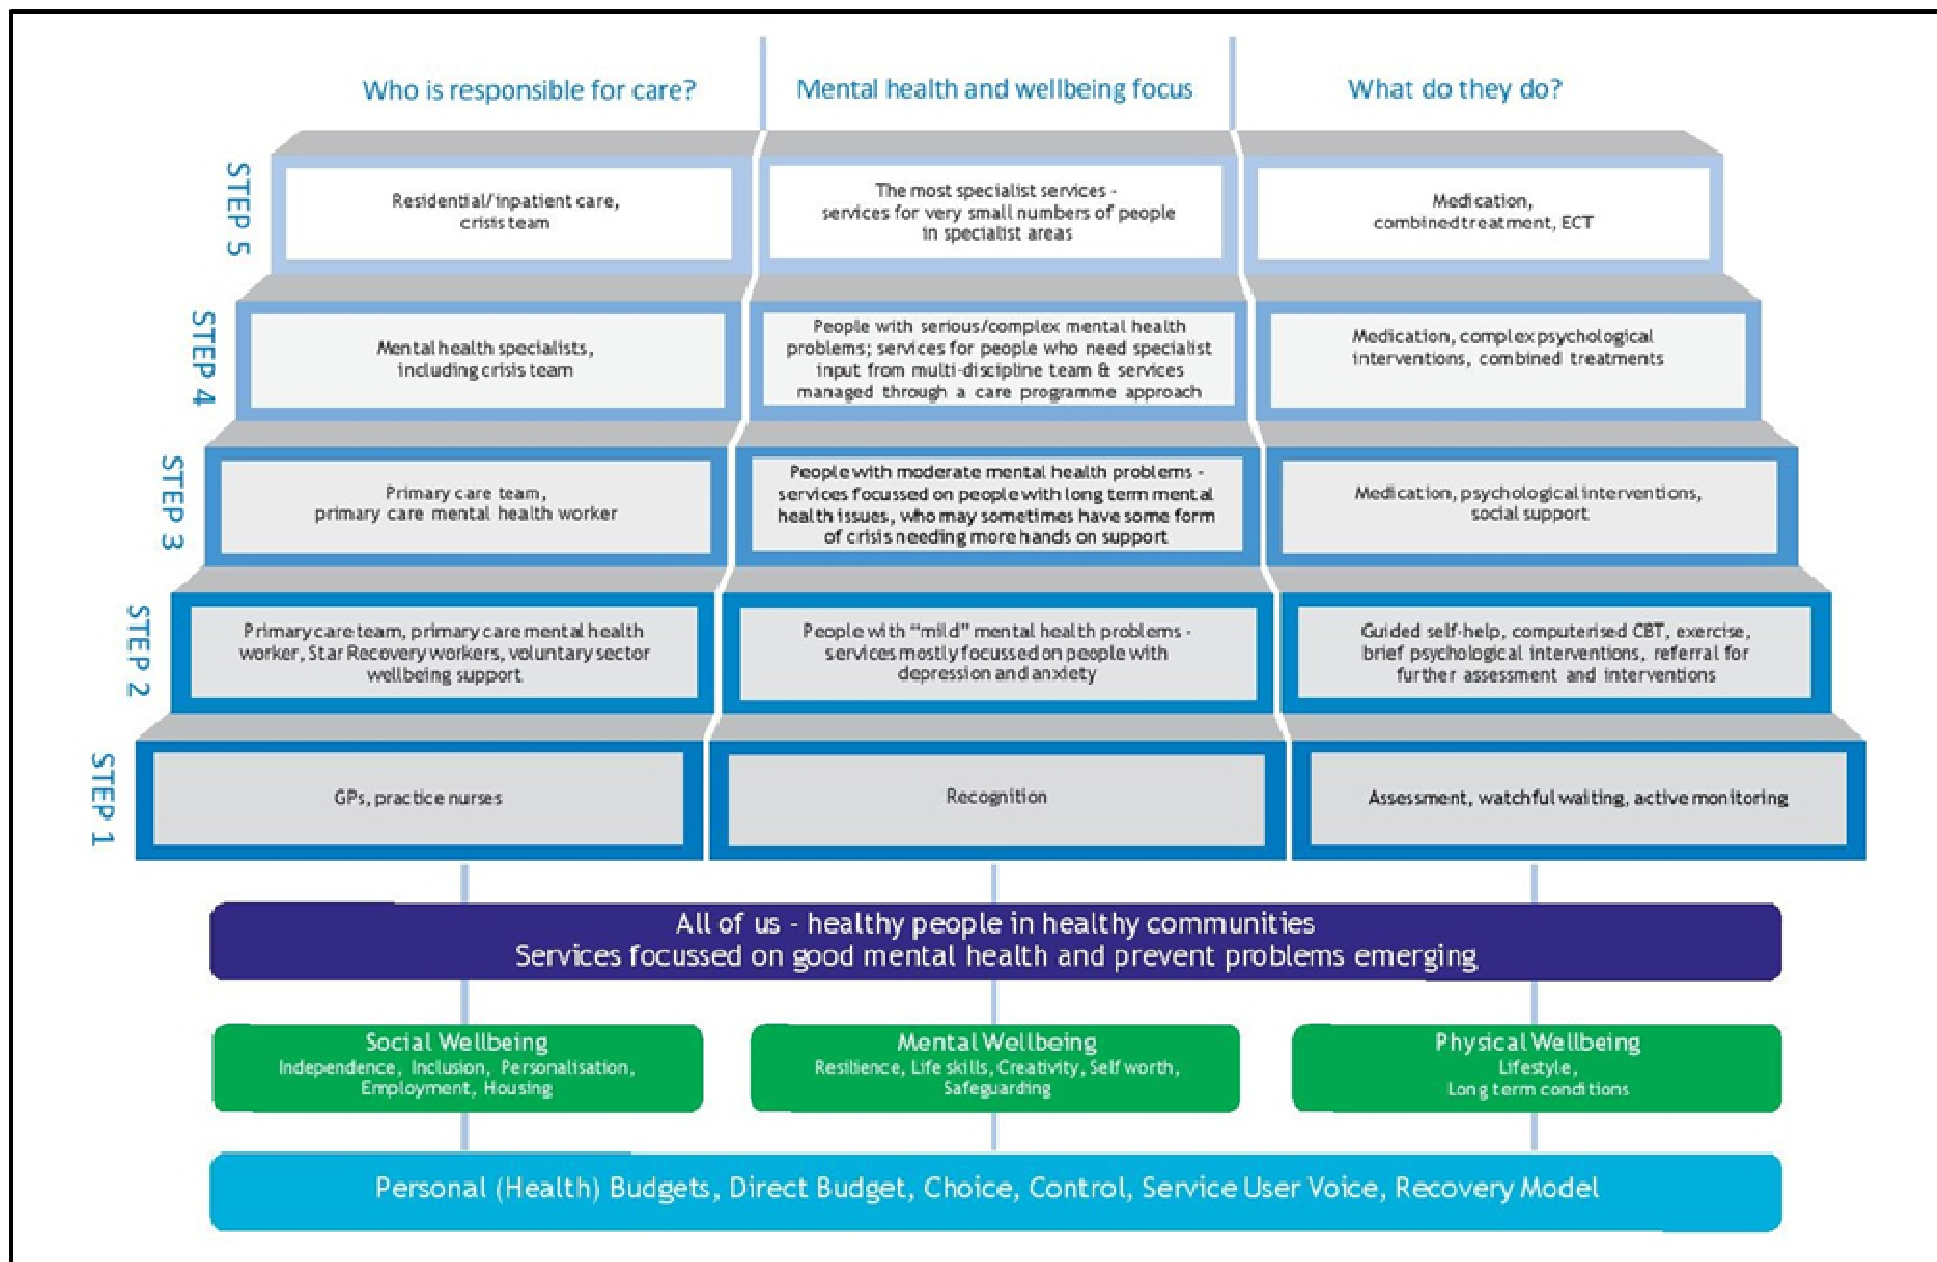 Who is responsible for care?
Mental health and wellbeing focus
What do they do?
STEP 5
Residential/inpatient care,
crisis team
The most specialist services -
services for very small numbers of people
in specialist areas
Medication,
combined treatment, ECT
STEP 4
Mental health specialists,
including crisis team
People with serious/complex mental health
problems; services for people who need specialist
input from multi-discipline team & services
managed through a care programme approach
Medication, complex psychological
interventions, combined treatments
STEP 3
Primary care team,
primary care mental health worker
People with moderate mental health problems -
services focussed on people with long term mental
health issues, who may sometimes have some form
of crisis needing more hands on support
Medication, psychological interventions,
social support
STEP 2
Primary care team, primary care mental health
worker, Star Recovery workers, voluntary sector
wellbeing support
People with “mild” mental health problems -
services mostly focussed on people with
depression and anxiety
Guided self-help, computerised CBT, exercise,
brief psychological interventions, referral for
further assessment and interventions
STEP 1
GPs, practice nurses
Recognition
Assessment, watchful waiting, active monitoring
All of us - healthy people in healthy communities
Services focussed on good mental health and prevent problems emerging
Social Wellbeing
Independence, Inclusion, Personalisation,
Employment, Housing
Mental Wellbeing
Resilience, Life skills, Creativity, Self worth,
Safeguarding
Physical Wellbeing
Lifestyle,
Long term conditions
Personal (Health) Budgets, Direct Budget, Choice, Control, Service User Voice, Recovery Model